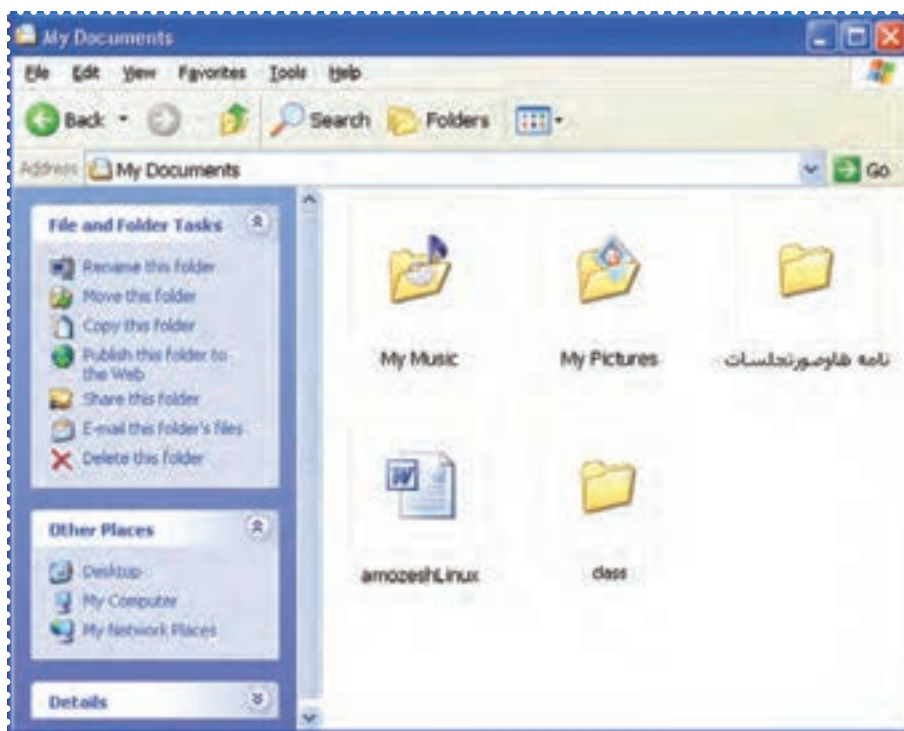 My Documents
File Edit View Favorites Tools Help
Back Search Folders
Address My Documents Go
File and Folder Tasks
Rename this folder
Move this folder
Copy this folder
Publish this folder to
the Web
Share this folder
E-mail this folder's files
Delete this folder
Other Places
Desktop
My Computer
My Network Places
Details
My Music My Pictures نامه هاوصورتجلسات
amozeshLinux class